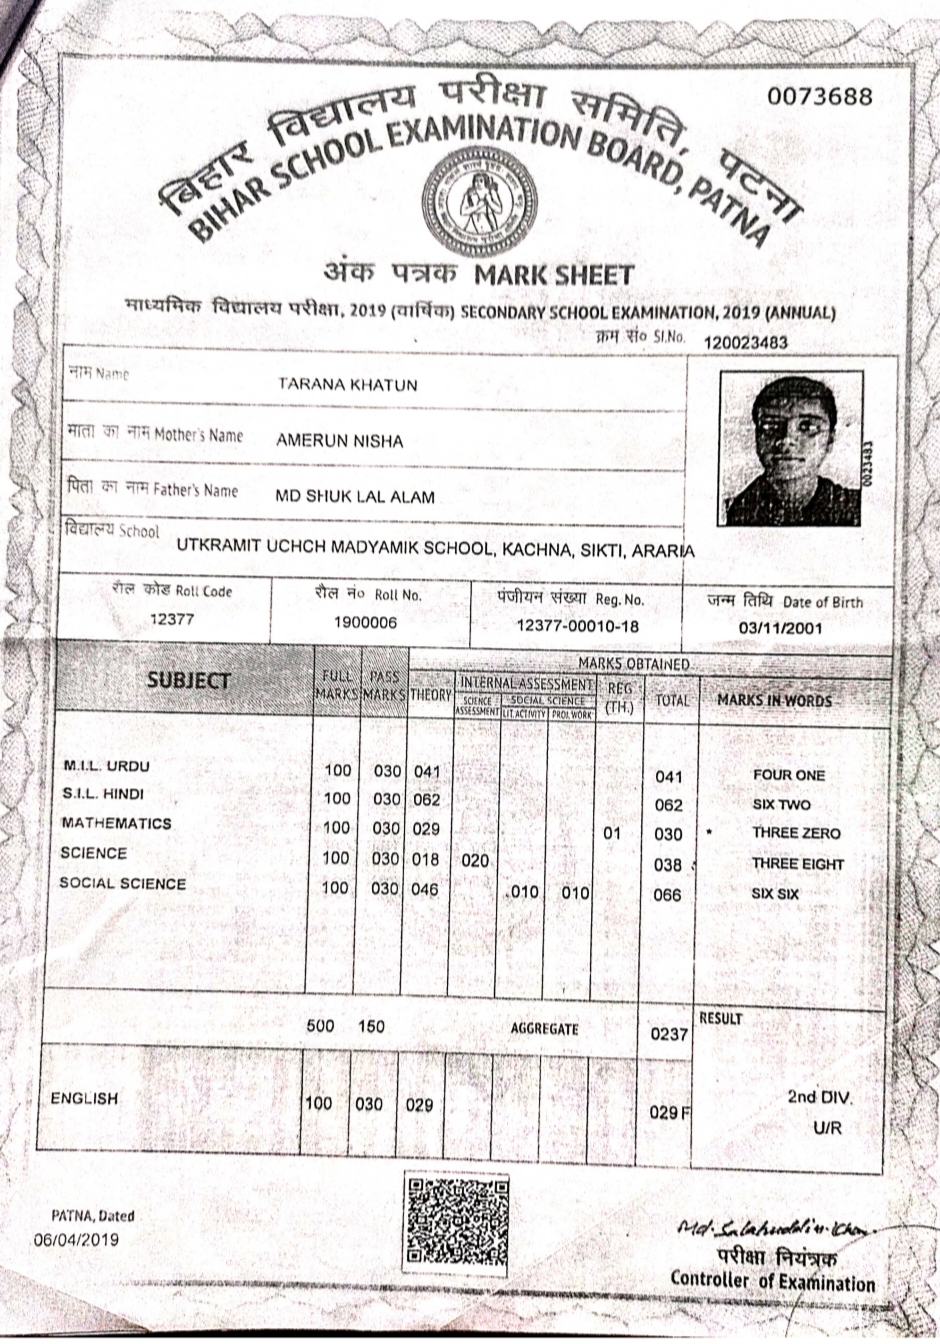 0073688
बिहार विद्यालय परीक्षा समिति, पटना
BIHAR SCHOOL EXAMINATION BOARD, PATNA
अंक पत्रक MARK SHEET
माध्यमिक विद्यालय परीक्षा, 2019 (वार्षिक) SECONDARY SCHOOL EXAMINATION, 2019 (ANNUAL)
क्रम सं० Sl.No. 120023483
नाम Name TARANA KHATUN
माता का नाम Mother's Name AMERUN NISHA
पिता का नाम Father's Name MD SHUK LAL ALAM
0023483
विद्यालय School UTKRAMIT UCHCH MADYAMIK SCHOOL, KACHNA, SIKTI, ARARIA
रौल कोड Roll Code रौल नं० Roll No. पंजीयन संख्या Reg. No. जन्म तिथि Date of Birth
12377 1900006 12377-00010-18 03/11/2001
SUBJECT FULL MARKS PASS MARKS MARKS OBTAINED
THEORY INTERNAL ASSESSMENT REG (TH.) TOTAL MARKS IN WORDS
SCIENCE ASSESSMENT SOCIAL SCIENCE
LIT.ACTIVITY PROJ.WORK
M.I.L. URDU 100 030 041 041 FOUR ONE
S.I.L. HINDI 100 030 062 062 SIX TWO
MATHEMATICS 100 030 029 01 030 * THREE ZERO
SCIENCE 100 030 018 020 038 THREE EIGHT
SOCIAL SCIENCE 100 030 046 010 010 066 SIX SIX
500 150 AGGREGATE 0237 RESULT
ENGLISH 100 030 029 029 F 2nd DIV.
U/R
PATNA, Dated
06/04/2019
Md. Salahuddin Khan
परीक्षा नियंत्रक
Controller of Examination